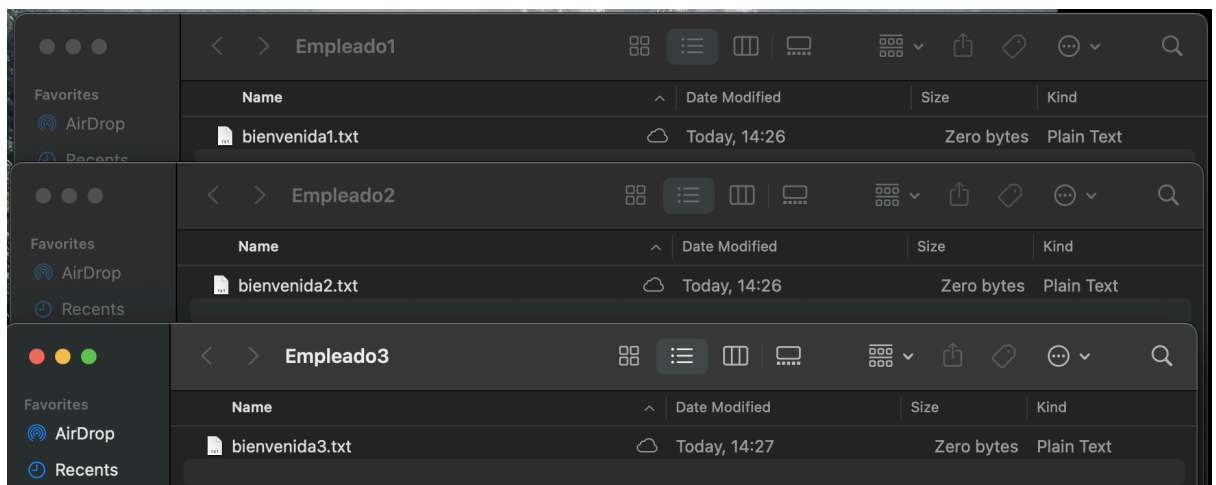 Empleado1
Favorites
Name Date Modified Size Kind
AirDrop
bienvenida1.txt Today, 14:26 Zero bytes Plain Text
Recents
Empleado2
Favorites
Name Date Modified Size Kind
AirDrop
bienvenida2.txt Today, 14:26 Zero bytes Plain Text
Recents
Empleado3
Favorites
Name Date Modified Size Kind
AirDrop
bienvenida3.txt Today, 14:27 Zero bytes Plain Text
Recents